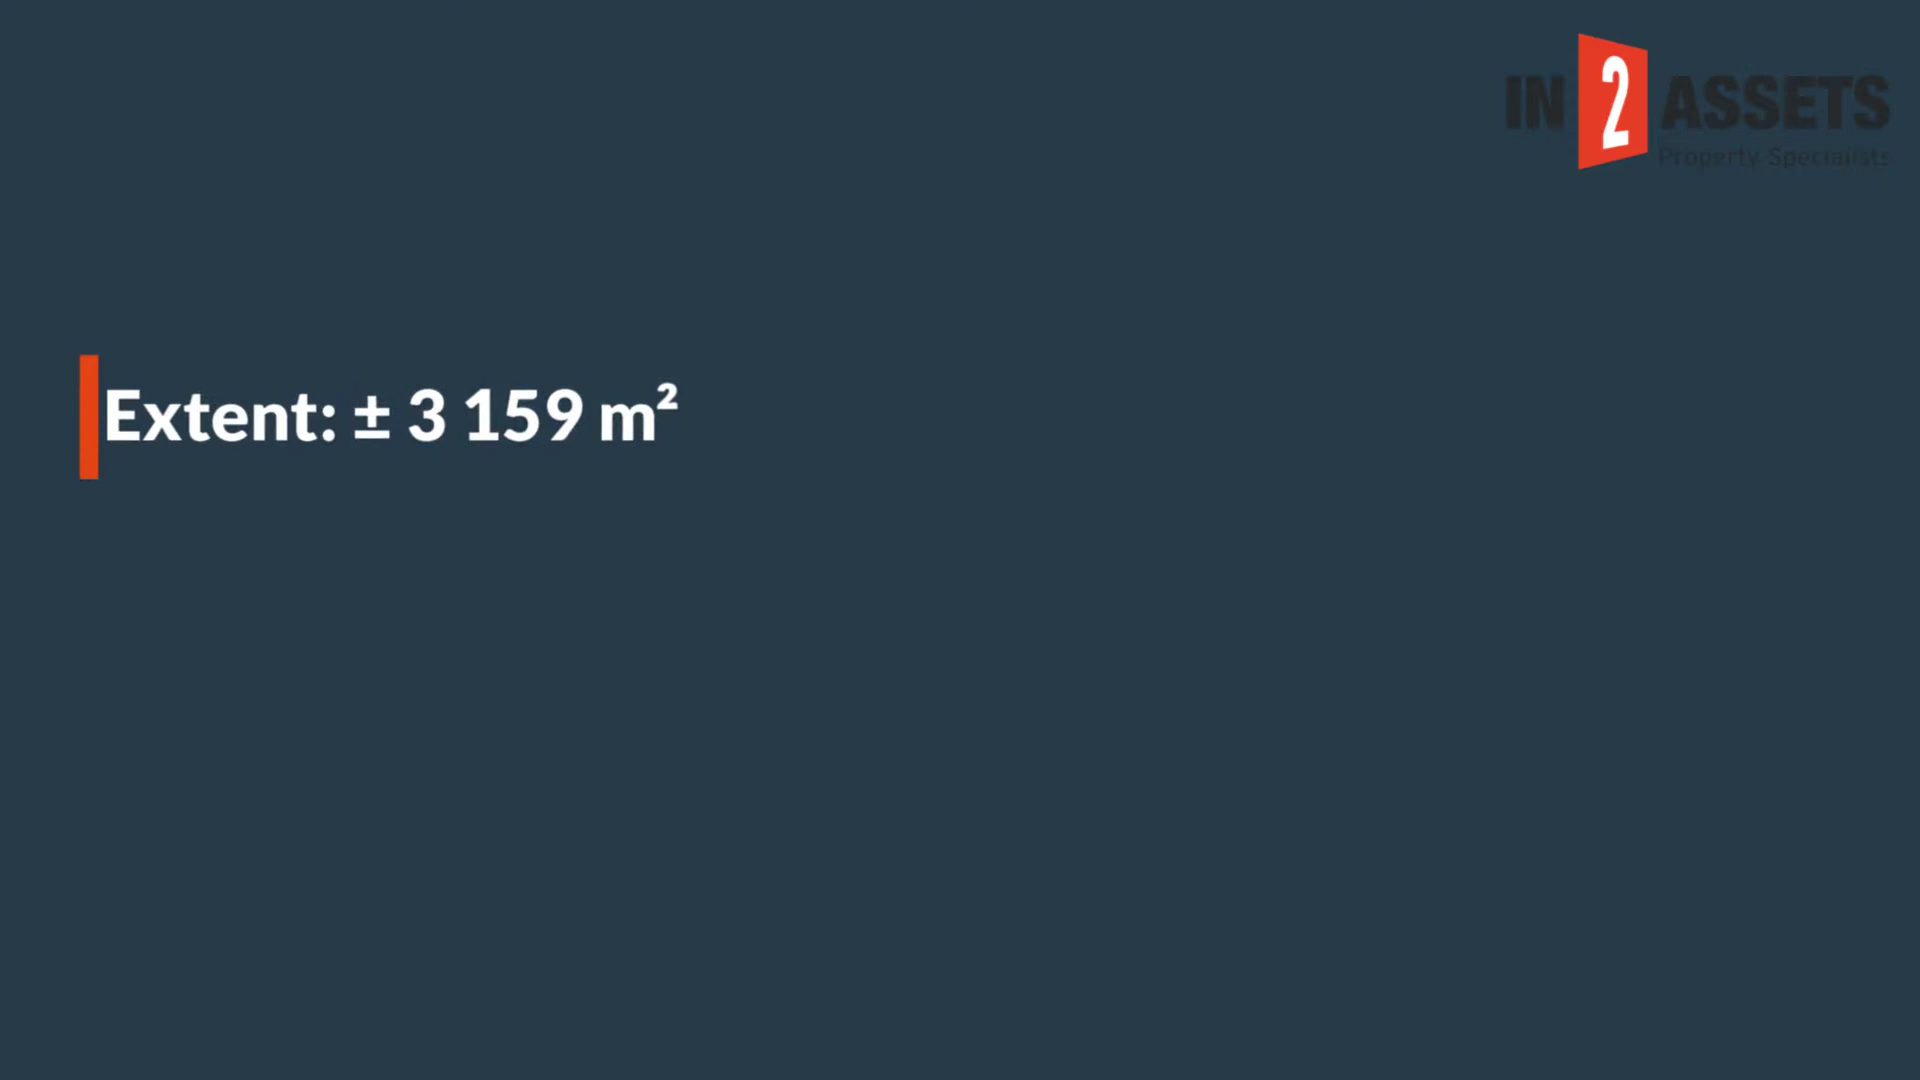 IN 2 ASSETS
Property Specialists
Extent: ± 3 159 m²